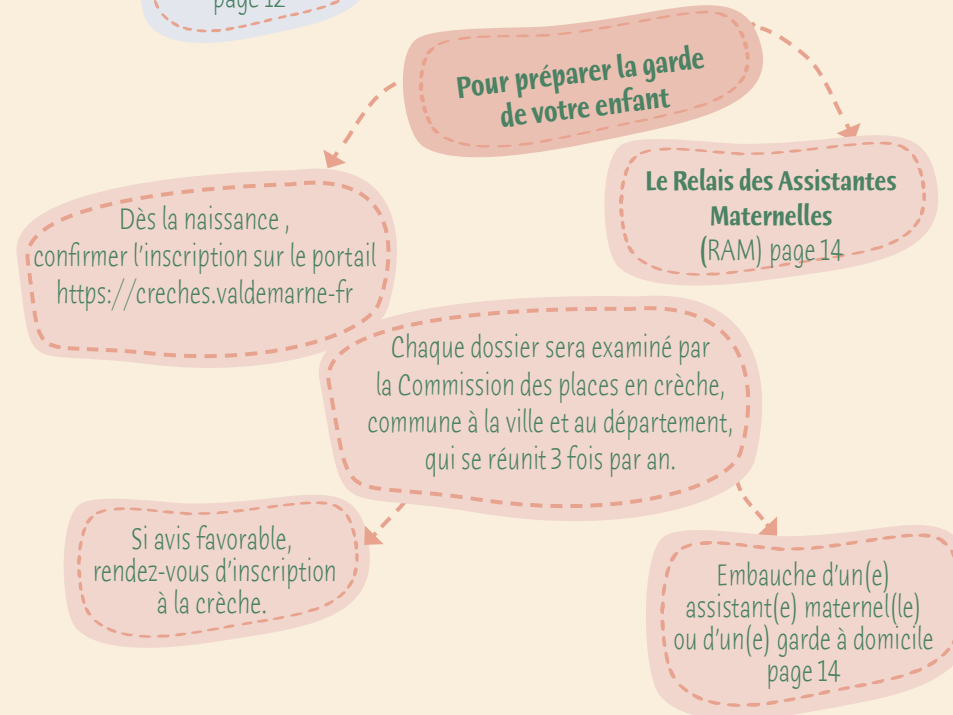 page 12
Pour préparer la garde
de votre enfant
Le Relais des Assistantes
Maternelles
(RAM) page 14
Dès la naissance ,
confirmer l'inscription sur le portail
https://creches.valdemarne-fr
Chaque dossier sera examiné par
la Commission des places en crèche,
commune à la ville et au département,
qui se réunit 3 fois par an.
Si avis favorable,
rendez-vous d'inscription
à la crèche.
Embauche d'un(e)
assistant(e) maternel(le)
ou d'un(e) garde à domicile
page 14